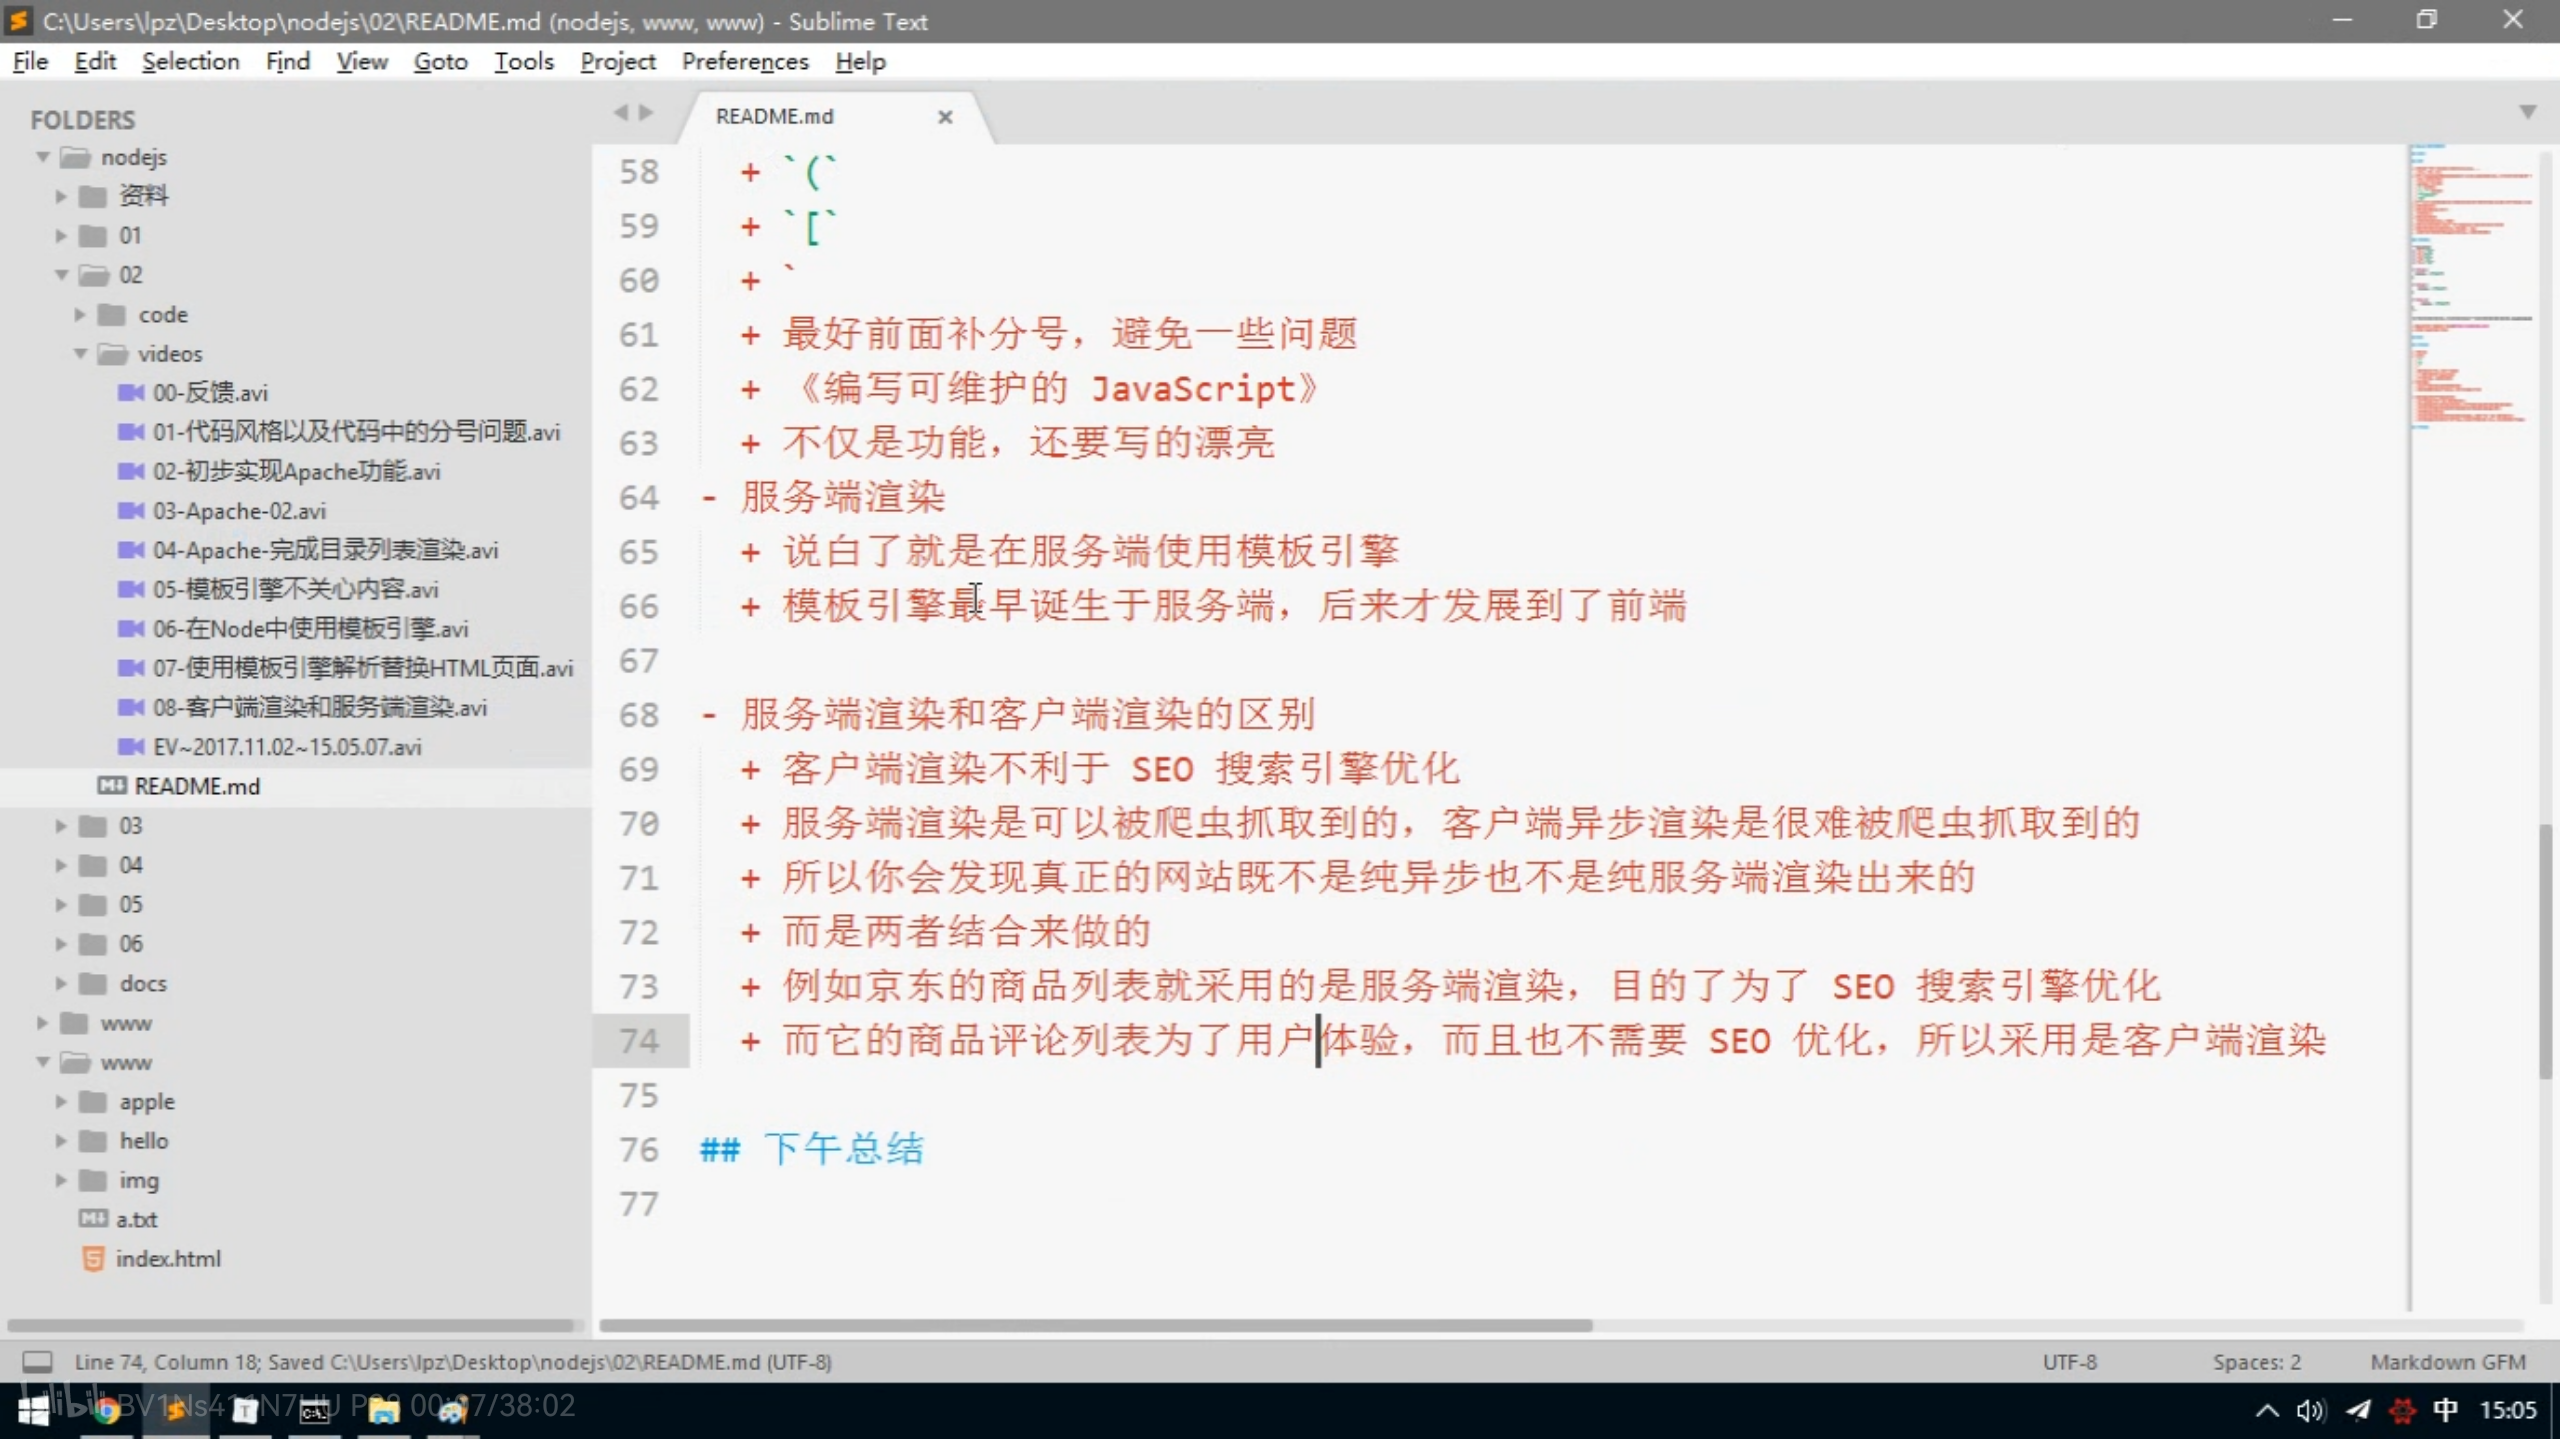 C:\Users\lpz\Desktop\nodejs\02\README.md (nodejs, www, www) - Sublime Text
File Edit Selection Find View Goto Tools Project Preferences Help
FOLDERS
nodejs
资料
01
02
code
videos
00-反馈.avi
01-代码风格以及代码中的分号问题.avi
02-初步实现Apache功能.avi
03-Apache-02.avi
04-Apache-完成目录列表渲染.avi
05-模板引擎不关心内容.avi
06-在Node中使用模板引擎.avi
07-使用模板引擎解析替换HTML页面.avi
08-客户端渲染和服务端渲染.avi
EV~2017.11.02~15.05.07.avi
README.md
03
04
05
06
docs
www
www
apple
hello
img
a.txt
index.html
README.md
58 + `(`
59 + `[`
60 + `
61 + 最好前面补分号，避免一些问题
62 + 《编写可维护的 JavaScript》
63 + 不仅是功能，还要写的漂亮
64 - 服务端渲染
65 + 说白了就是在服务端使用模板引擎
66 + 模板引擎最早诞生于服务端，后来才发展到了前端
67
68 - 服务端渲染和客户端渲染的区别
69 + 客户端渲染不利于 SEO 搜索引擎优化
70 + 服务端渲染是可以被爬虫抓取到的，客户端异步渲染是很难被爬虫抓取到的
71 + 所以你会发现真正的网站既不是纯异步也不是纯服务端渲染出来的
72 + 而是两者结合来做的
73 + 例如京东的商品列表就采用的是服务端渲染，目的了为了 SEO 搜索引擎优化
74 + 而它的商品评论列表为了用户体验，而且也不需要 SEO 优化，所以采用是客户端渲染
75
76 ## 下午总结
77
Line 74, Column 18; Saved C:\Users\lpz\Desktop\nodejs\02\README.md (UTF-8)
UTF-8 Spaces: 2 Markdown GFM
中 15:05